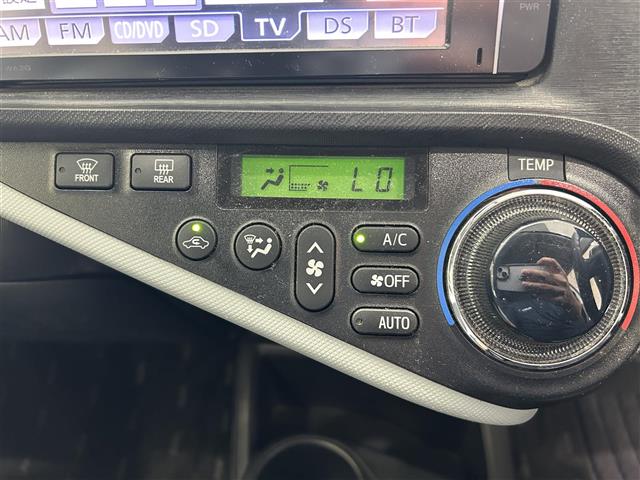 AM FM CD/DVD SD TV DS BT
PWR
FRONT
REAR
LO
TEMP
A/C
OFF
AUTO